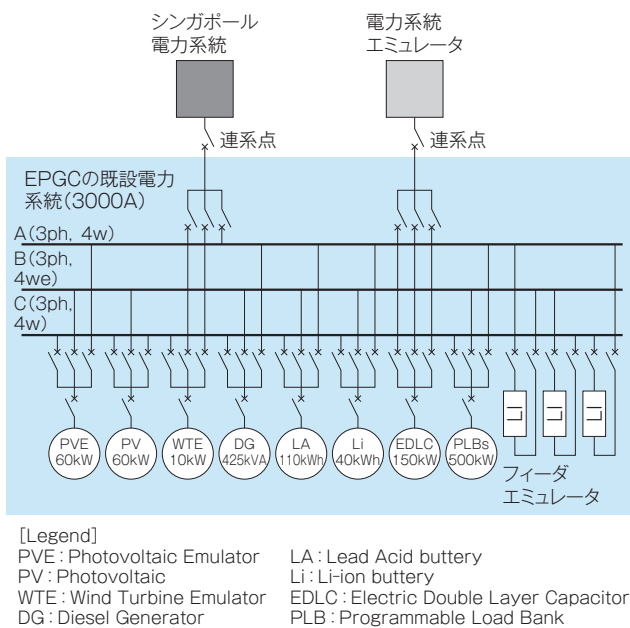 シンガポール
電力系統
電力系統
エミュレータ
連系点
連系点
EPGCの既設電力
系統(3000A)
A(3ph, 4w)
B(3ph,
4we)
C(3ph,
4w)
PVE
60kW
PV
60kW
WTE
10kW
DG
425kVA
LA
110kWh
Li
40kWh
EDLC
150kW
PLBs
500kW
フィーダ
エミュレータ
[Legend]
PVE：Photovoltaic Emulator
PV：Photovoltaic
WTE：Wind Turbine Emulator
DG：Diesel Generator
LA：Lead Acid buttery
Li：Li-ion buttery
EDLC：Electric Double Layer Capacitor
PLB：Programmable Load Bank